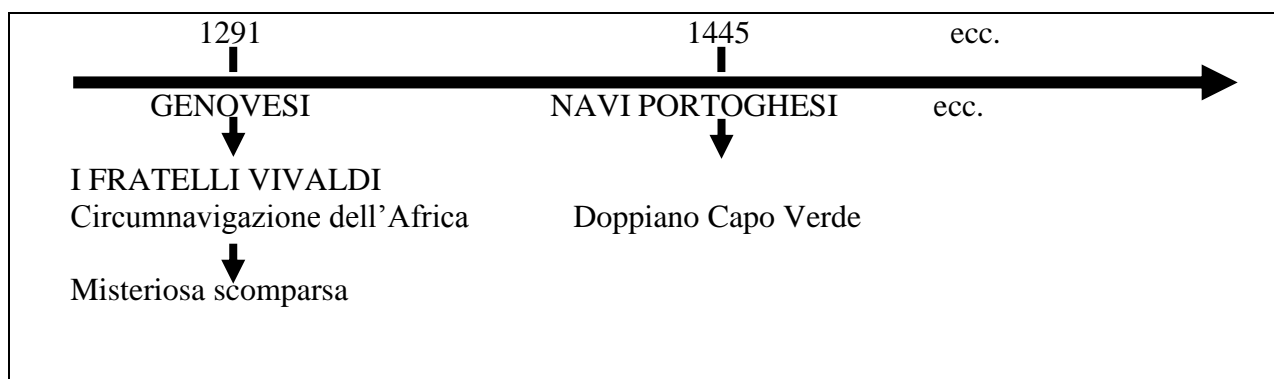 1291 1445 ecc.
GENOVESI NAVI PORTOGHESI ecc.
I FRATELLI VIVALDI
Circumnavigazione dell’Africa Doppiano Capo Verde
Misteriosa scomparsa